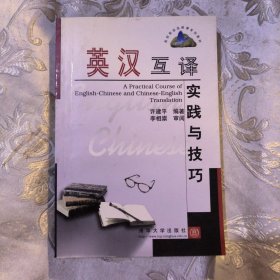 英汉互译
实践与技巧
A Practical Course of
English-Chinese and Chinese-English
Translation
许建平 编著
李相崇 审阅
Chinese
清华大学出版社